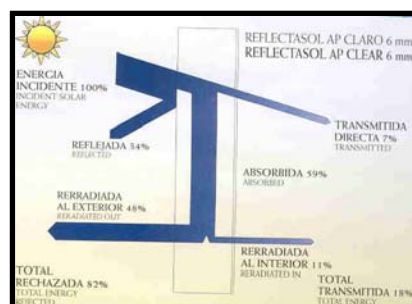 REFLECTASOL AP CLARO 6 mm
REFLECTASOL AP CLEAR 6 mm
ENERGIA
INCIDENTE 100%
INCIDENT SOLAR
ENERGY
TRANSMITIDA
DIRECTA 7%
TRANSMITTED
REFLEJADA 34%
REFLECTED
ABSORBIDA 59%
ABSORBED
RERRADIADA
AL EXTERIOR 48%
RERADIATED OUT
RERRADIADA
AL INTERIOR 11%
RERADIATED IN
TOTAL
RECHAZADA 82%
TOTAL ENERGY
REJECTED
TOTAL
TRANSMITIDA 18%
TOTAL ENERGY